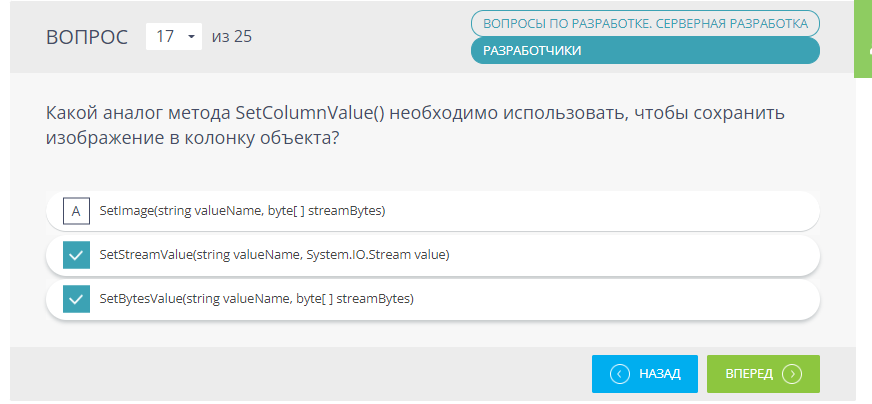 ВОПРОС 17 из 25
ВОПРОСЫ ПО РАЗРАБОТКЕ. СЕРВЕРНАЯ РАЗРАБОТКА
РАЗРАБОТЧИКИ
Какой аналог метода SetColumnValue() необходимо использовать, чтобы сохранить
изображение в колонку объекта?
A SetImage(string valueName, byte[ ] streamBytes)
SetStreamValue(string valueName, System.IO.Stream value)
SetBytesValue(string valueName, byte[ ] streamBytes)
НАЗАД
ВПЕРЕД